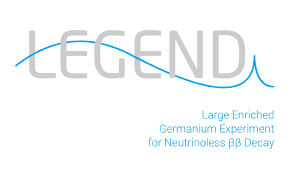 LEGEND
Large Enriched
Germanium Experiment
for Neutrinoless ββ Decay